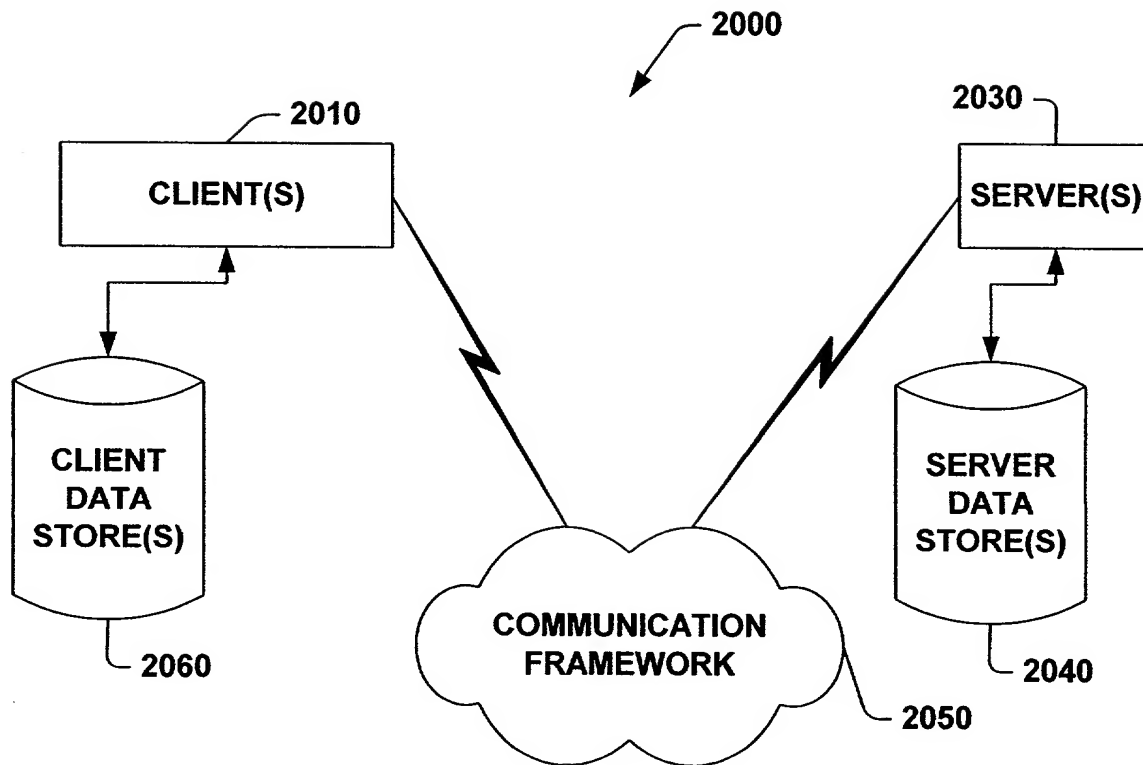 2000
2010
2030
CLIENT(S)
SERVER(S)
CLIENT
DATA
STORE(S)
SERVER
DATA
STORE(S)
COMMUNICATION
FRAMEWORK
2060
2040
2050